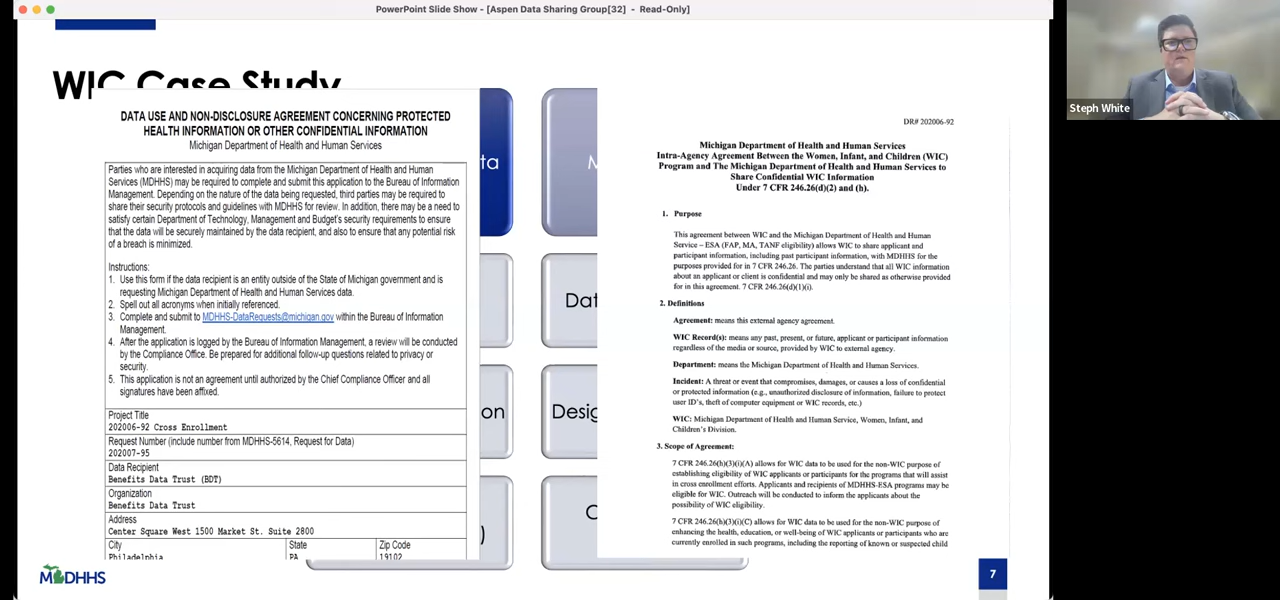 PowerPoint Slide Show - [Aspen Data Sharing Group[32] - Read-Only]
WIC Case Study
DATA USE AND NON-DISCLOSURE AGREEMENT CONCERNING PROTECTED
HEALTH INFORMATION OR OTHER CONFIDENTIAL INFORMATION
Michigan Department of Health and Human Services
Parties who are interested in acquiring data from the Michigan Department of Health and Human
Services (MDHHS) may be required to complete and submit this application to the Bureau of Information
Management. Depending on the nature of the data being requested, third parties may be required to
share their security protocols and guidelines with MDHHS for review. In addition, there may be a need to
satisfy certain Department of Technology, Management and Budget's security requirements to ensure
that the data will be securely maintained by the data recipient, and also to ensure that any potential risk
of a breach is minimized.
Instructions:
1. Use this form if the data recipient is an entity outside of the State of Michigan government and is
requesting Michigan Department of Health and Human Services data.
2. Spell out all acronyms when initially referenced.
3. Complete and submit to MDHHS-DataRequests@michigan.gov within the Bureau of Information
Management.
4. After the application is logged by the Bureau of Information Management, a review will be conducted
by the Compliance Office. Be prepared for additional follow-up questions related to privacy or
security.
5. This application is not an agreement until authorized by the Chief Compliance Officer and all
signatures have been affixed.
Project Title
202006-92 Cross Enrollment
Request Number (include number from MDHHS-5614, Request for Data)
202007-95
Data Recipient
Benefits Data Trust (BDT)
Organization
Benefits Data Trust
Address
Center Square West 1500 Market St. Suite 2800
City State Zip Code
Philadelphia PA 19102
ta
on
)
M
Dat
Desig
C
DR# 202006-92
Michigan Department of Health and Human Services
Intra-Agency Agreement Between the Women, Infant, and Children (WIC)
Program and The Michigan Department of Health and Human Services to
Share Confidential WIC Information
Under 7 CFR 246.26(d)(2) and (h).
1. Purpose
This agreement between WIC and the Michigan Department of Health and Human
Service – ESA (FAP, MA, TANF eligibility) allows WIC to share applicant and
participant information, including past participant information, with MDHHS for the
purposes provided for in 7 CFR 246.26. The parties understand that all WIC information
about an applicant or client is confidential and may only be shared as otherwise provided
for in this agreement. 7 CFR 246.26(d)(1)(i).
2. Definitions
Agreement: means this external agency agreement.
WIC Record(s): means any past, present, or future, applicant or participant information
regardless of the media or source, provided by WIC to external agency.
Department: means the Michigan Department of Health and Human Services.
Incident: A threat or event that compromises, damages, or causes a loss of confidential
or protected information (e.g., unauthorized disclosure of information, failure to protect
user ID's, theft of computer equipment or WIC records, etc.)
WIC: Michigan Department of Health and Human Service, Women, Infant, and
Children's Division.
3. Scope of Agreement:
7 CFR 246.26(h)(3)(i)(A) allows for WIC data to be used for the non-WIC purpose of
establishing eligibility of WIC applicants or participants for the programs that will assist
in cross enrollment efforts. Applicants and recipients of MDHHS-ESA programs may be
eligible for WIC. Outreach will be conducted to inform the applicants about the
possibility of WIC eligibility.
7 CFR 246.26(h)(3)(i)(C) allows for WIC data to be used for the non-WIC purpose of
enhancing the health, education, or well-being of WIC applicants or participants who are
currently enrolled in such programs, including the reporting of known or suspected child
MDHHS
7
Steph White